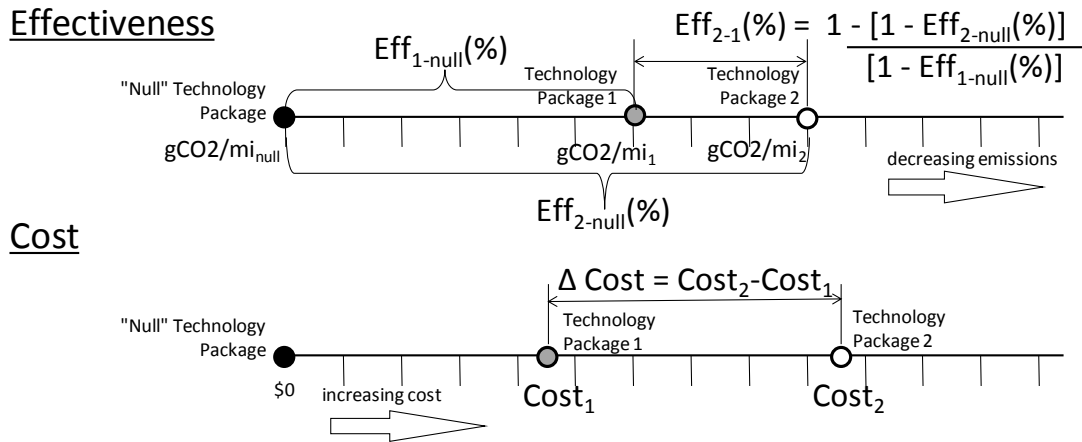 Effectiveness
Eff1-null(%)
Eff2-1(%) = 1 - [1 - Eff2-null(%)]
[1 - Eff1-null(%)]
"Null" Technology
Package
Technology
Package 1
Technology
Package 2
gCO2/minull
gCO2/mi1
gCO2/mi2
decreasing emissions
Eff2-null(%)
Cost
Δ Cost = Cost2-Cost1
"Null" Technology
Package
Technology
Package 1
Technology
Package 2
$0
increasing cost
Cost1
Cost2